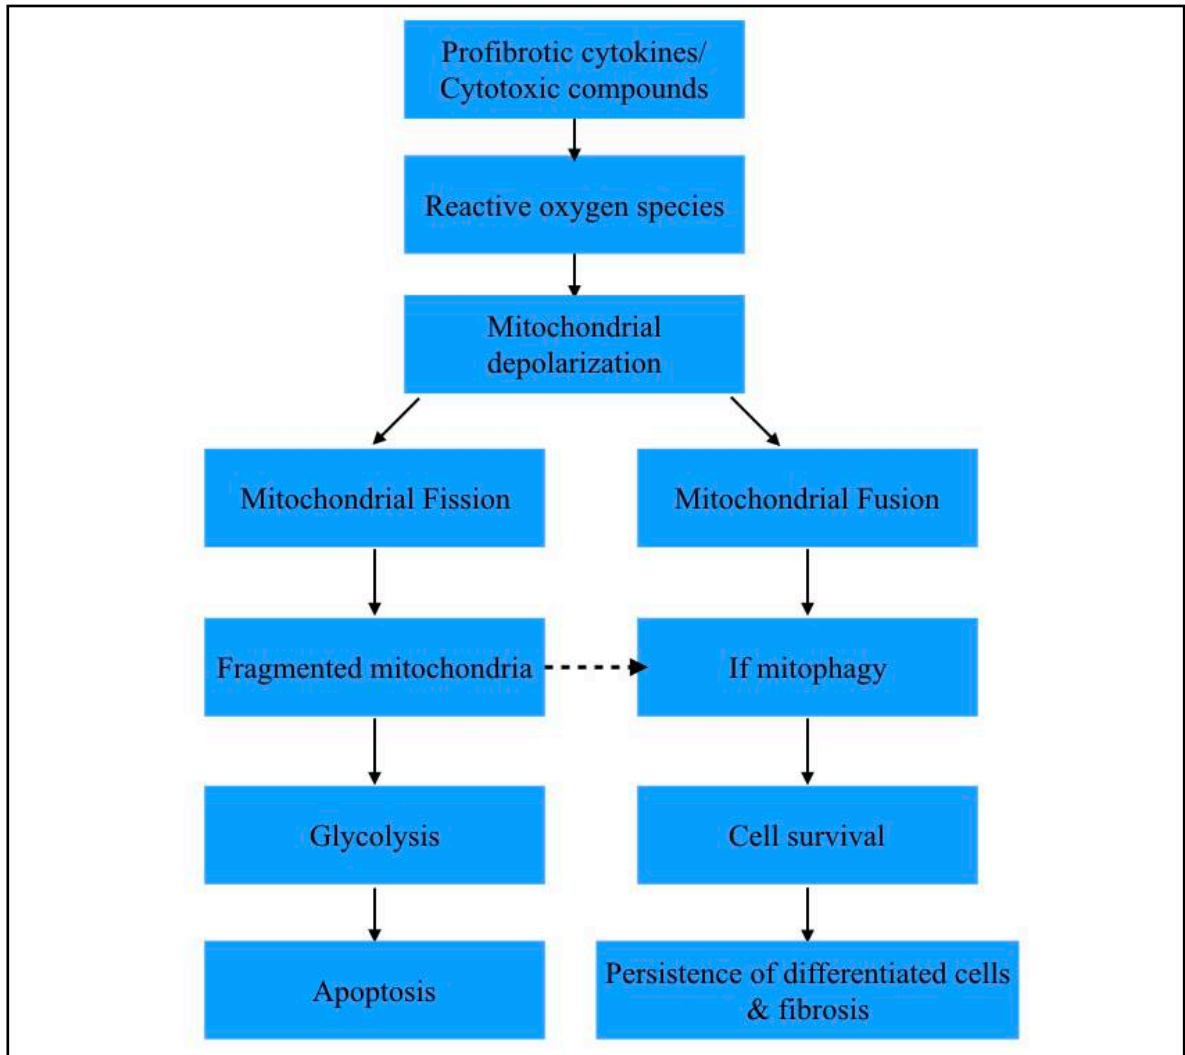 Profibrotic cytokines/
Cytotoxic compounds
Reactive oxygen species
Mitochondrial
depolarization
Mitochondrial Fission
Mitochondrial Fusion
Fragmented mitochondria
If mitophagy
Glycolysis
Cell survival
Apoptosis
Persistence of differentiated cells
& fibrosis